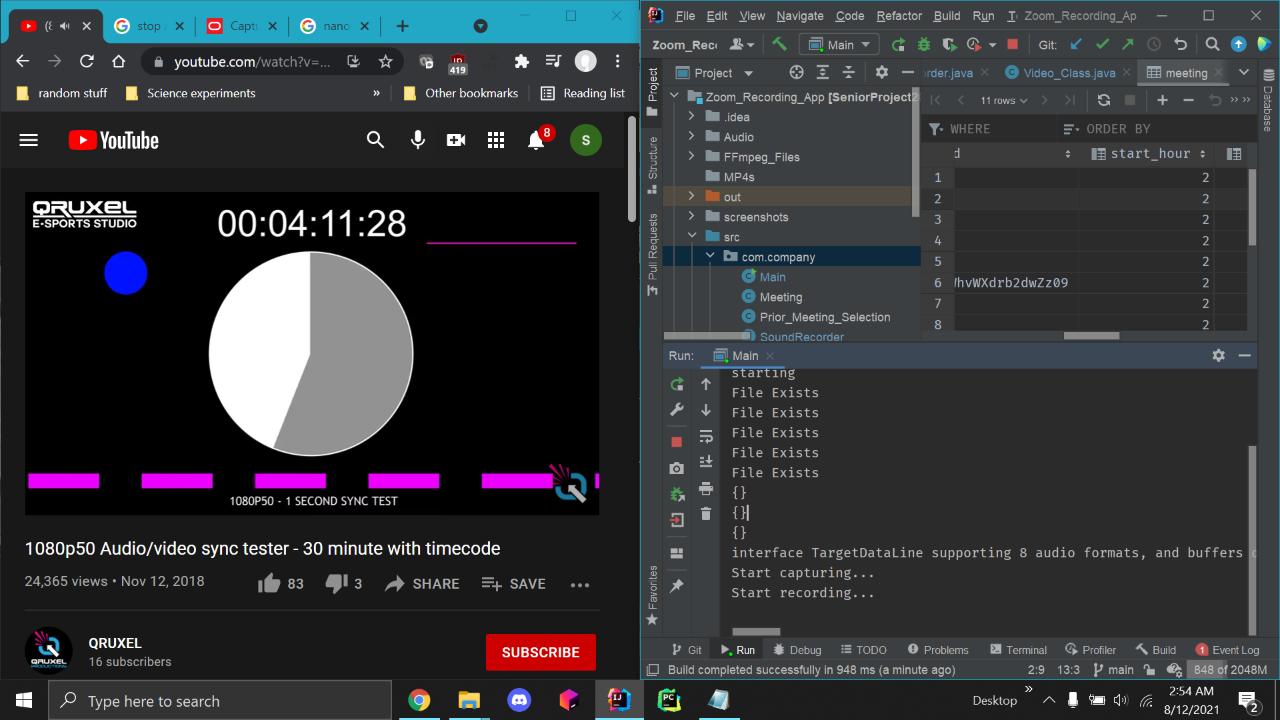 stop
Capt
nano
youtube.com/watch?v=...
419
random stuff
Science experiments
»
Other bookmarks
Reading list
YouTube
8
S
QRUXEL
E-SPORTS STUDIO
00:04:11:28
1080P50 - 1 SECOND SYNC TEST
1080p50 Audio/video sync tester - 30 minute with timecode
24,365 views • Nov 12, 2018
83
3
SHARE
SAVE
QRUXEL
PRODUCTIONS
QRUXEL
16 subscribers
SUBSCRIBE
File Edit View Navigate Code Refactor Build Run Zoom_Recording_Ap
Zoom_Reco
Main
Git:
Project
rder.java
Video_Class.java
meeting
Project
Structure
Pull Requests
Favorites
Database
Zoom_Recording_App [SeniorProject2
.idea
Audio
FFmpeg_Files
MP4s
out
screenshots
src
com.company
Main
Meeting
Prior_Meeting_Selection
SoundRecorder
11 rows
WHERE
ORDER BY
d
start_hour
1 2
2 2
3 2
4 2
5 2
6 WhvWXdrb2dwZz09 2
7 2
8 2
Run: Main
starting
File Exists
File Exists
File Exists
File Exists
File Exists
{}
{}
{}
interface TargetDataLine supporting 8 audio formats, and buffers o
Start capturing...
Start recording...
Git Run Debug TODO Problems Terminal Profiler Build 1 Event Log
Build completed successfully in 948 ms (a minute ago)
2:9 13:3 main 848 of 2048M
Type here to search
Desktop
»
2:54 AM
8/12/2021
2